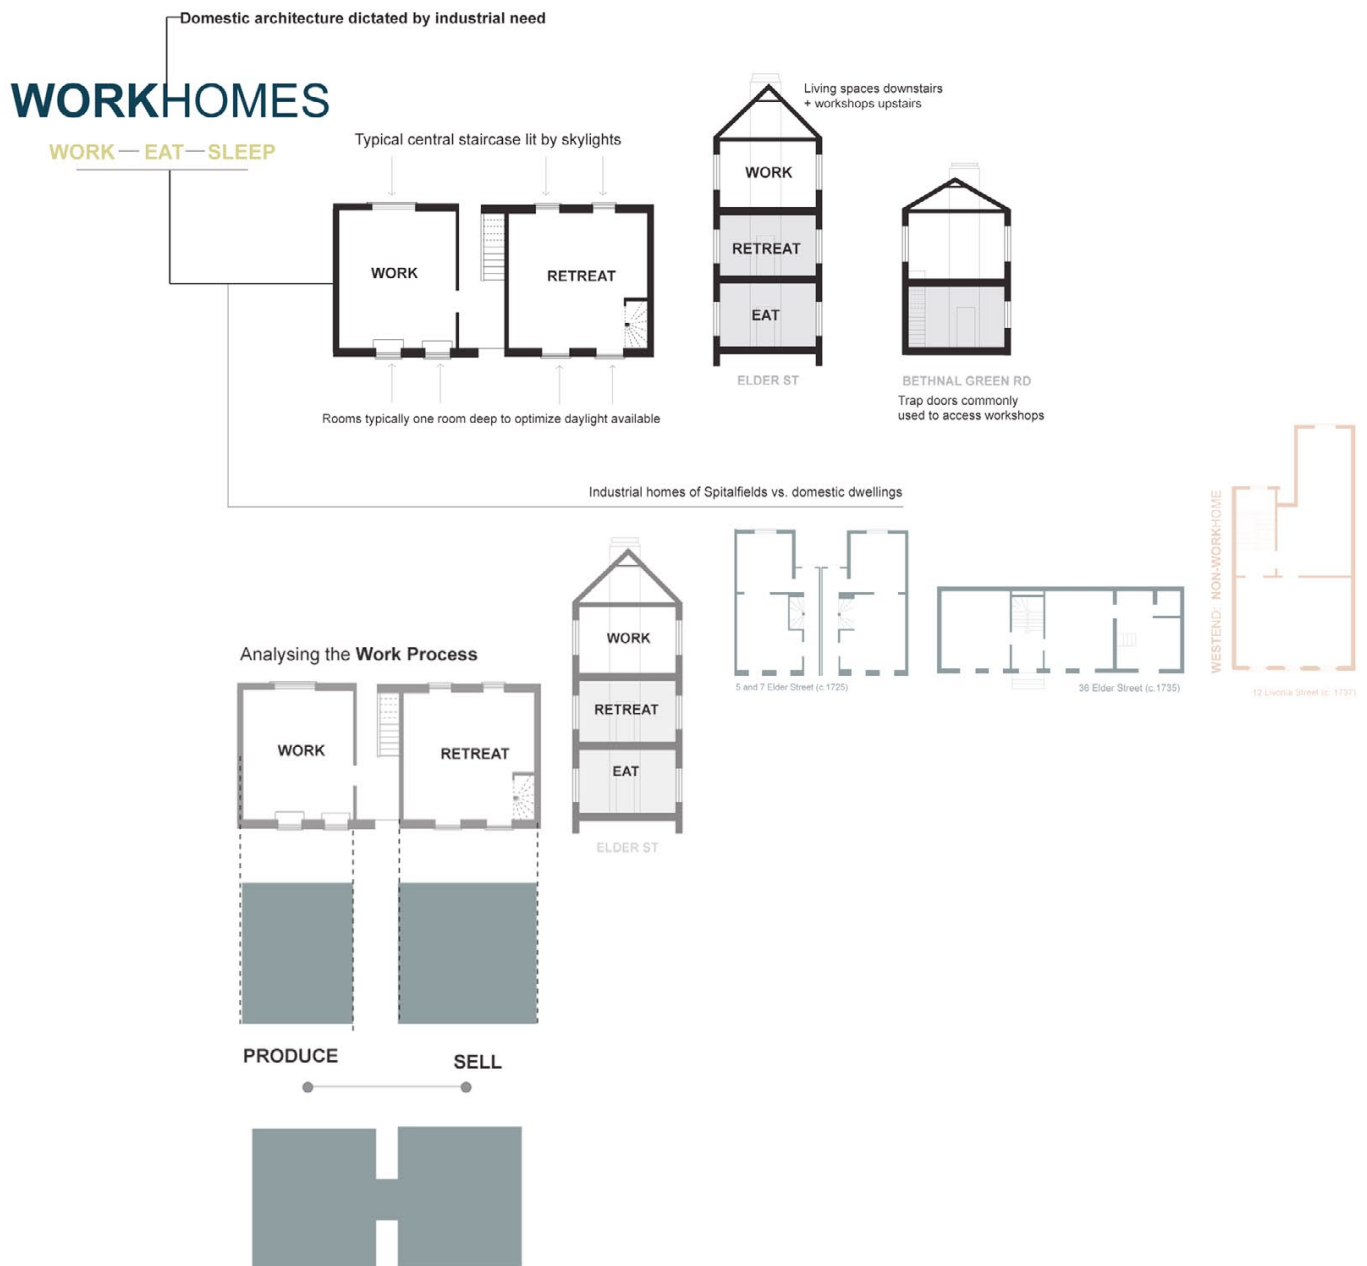 Domestic architecture dictated by industrial need
WORKHOMES
WORK — EAT — SLEEP
Typical central staircase lit by skylights
WORK
RETREAT
Rooms typically one room deep to optimize daylight available
Living spaces downstairs
+ workshops upstairs
WORK
RETREAT
EAT
ELDER ST
BETHNAL GREEN RD
Trap doors commonly
used to access workshops
Industrial homes of Spitalfields vs. domestic dwellings
5 and 7 Elder Street (c.1725)
36 Elder Street (c.1735)
WESTEND: NON-WORKHOME
12 Livonia Street (c. 1737)
Analysing the Work Process
WORK
RETREAT
WORK
RETREAT
EAT
ELDER ST
PRODUCE
SELL